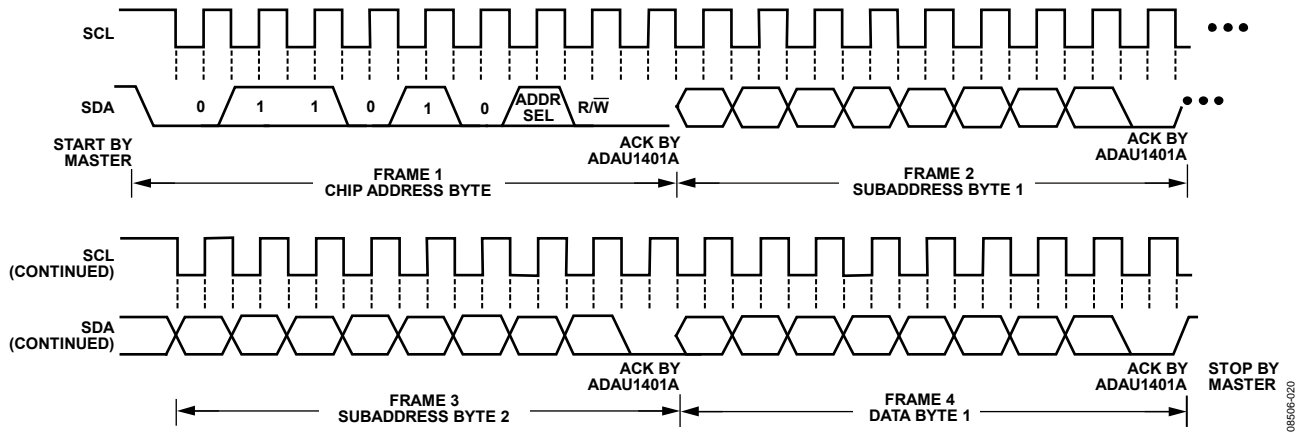 SCL
SDA
0 1 1 0 1 0 ADDR SEL R/W̅
START BY MASTER
ACK BY ADAU1401A
ACK BY ADAU1401A
FRAME 1
CHIP ADDRESS BYTE
FRAME 2
SUBADDRESS BYTE 1
SCL
(CONTINUED)
SDA
(CONTINUED)
ACK BY ADAU1401A
ACK BY ADAU1401A
STOP BY MASTER
FRAME 3
SUBADDRESS BYTE 2
FRAME 4
DATA BYTE 1
08506-020